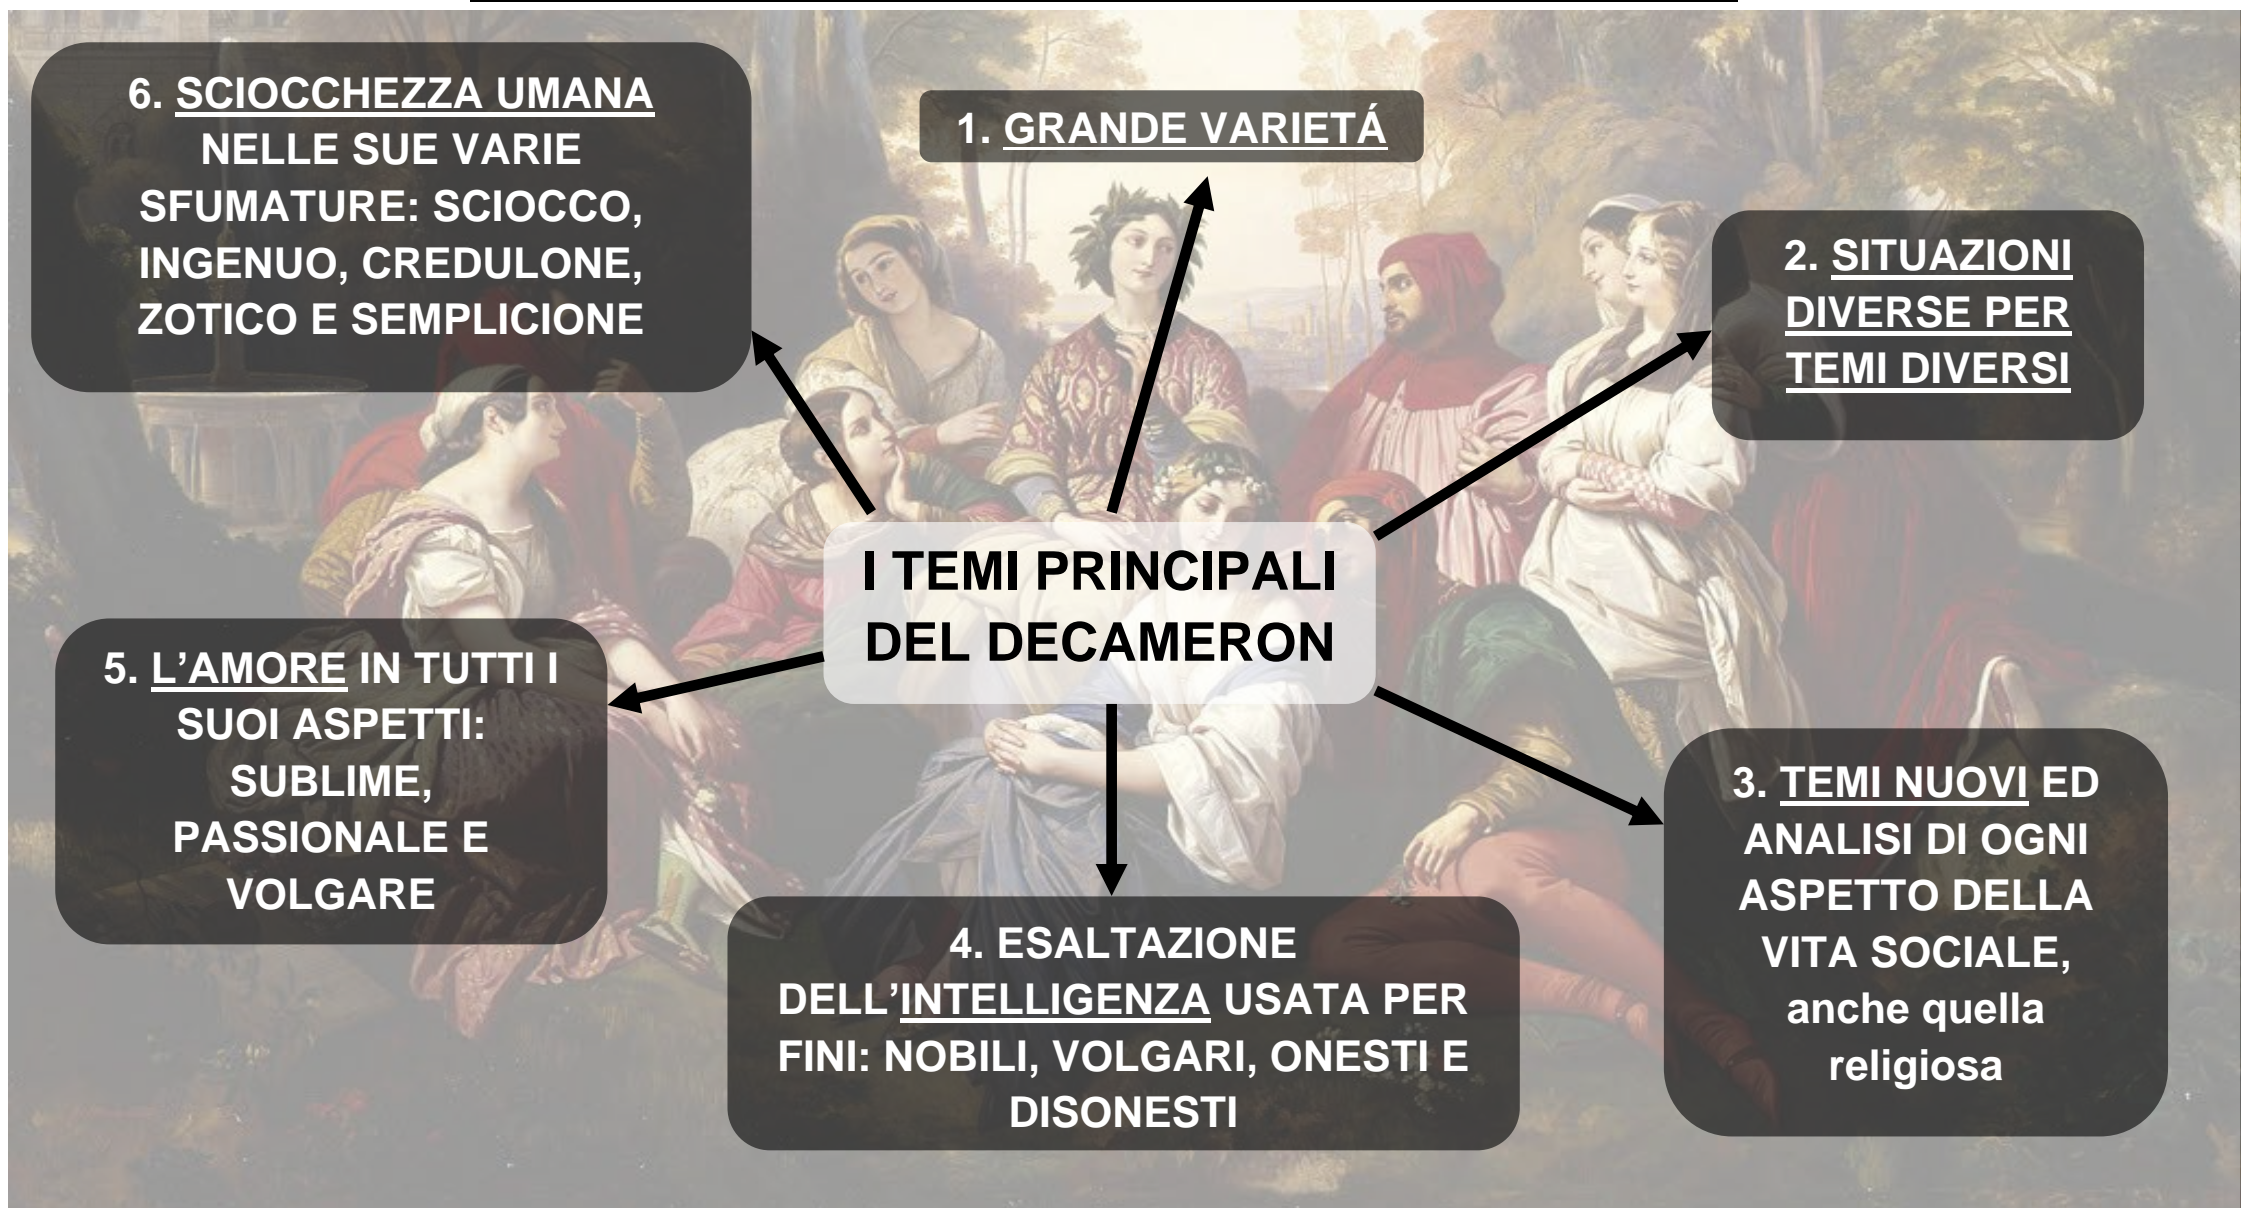 I TEMI PRINCIPALI
DEL DECAMERON
1. GRANDE VARIETÁ
2. SITUAZIONI
DIVERSE PER
TEMI DIVERSI
3. TEMI NUOVI ED
ANALISI DI OGNI
ASPETTO DELLA
VITA SOCIALE,
anche quella
religiosa
4. ESALTAZIONE
DELL’INTELLIGENZA USATA PER
FINI: NOBILI, VOLGARI, ONESTI E
DISONESTI
5. L’AMORE IN TUTTI I
SUOI ASPETTI:
SUBLIME,
PASSIONALE E
VOLGARE
6. SCIOCCHEZZA UMANA
NELLE SUE VARIE
SFUMATURE: SCIOCCO,
INGENUO, CREDULONE,
ZOTICO E SEMPLICIONE